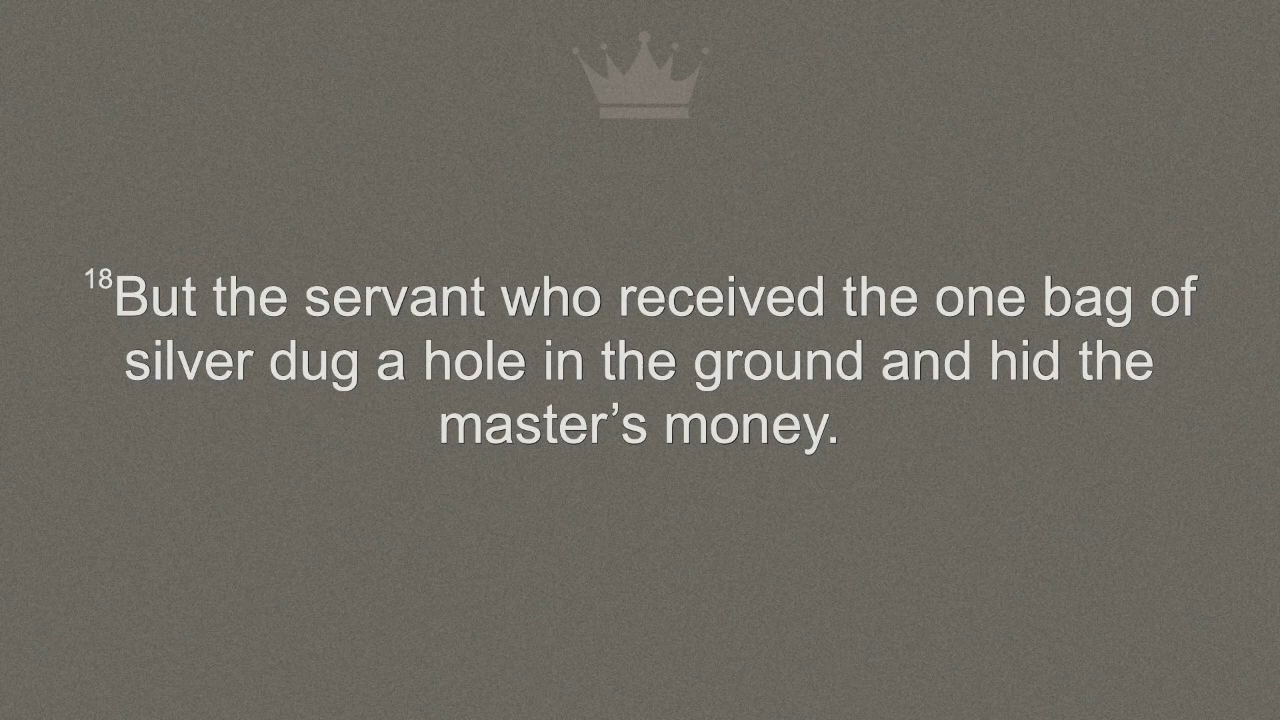 18But the servant who received the one bag of
silver dug a hole in the ground and hid the
master’s money.